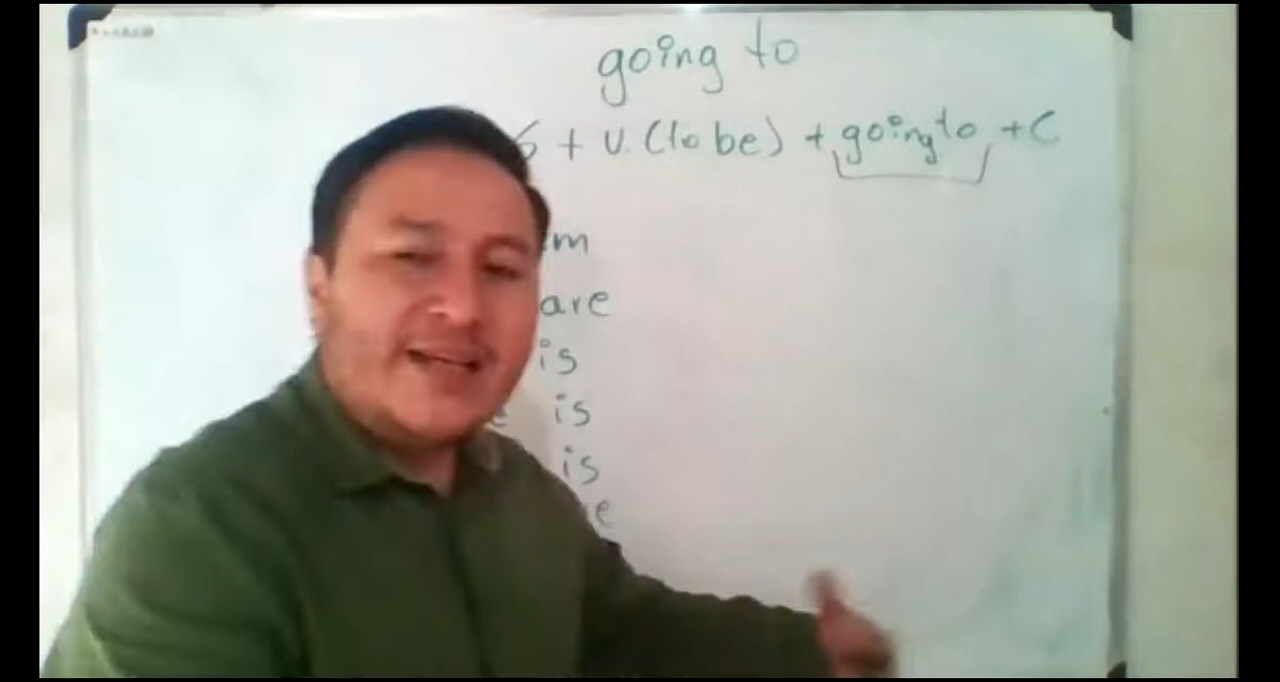 going to
S + v. (to be) + going to + C
am
are
is
is
is